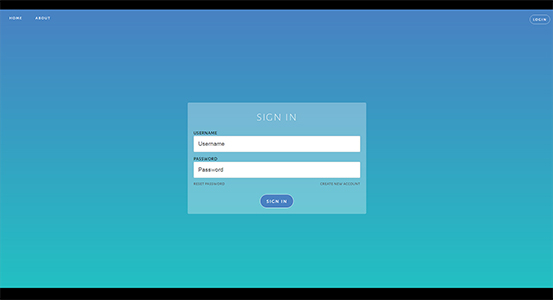 HOME ABOUT LOGIN
SIGN IN
USERNAME
Username
PASSWORD
Password
RESET PASSWORD CREATE NEW ACCOUNT
SIGN IN